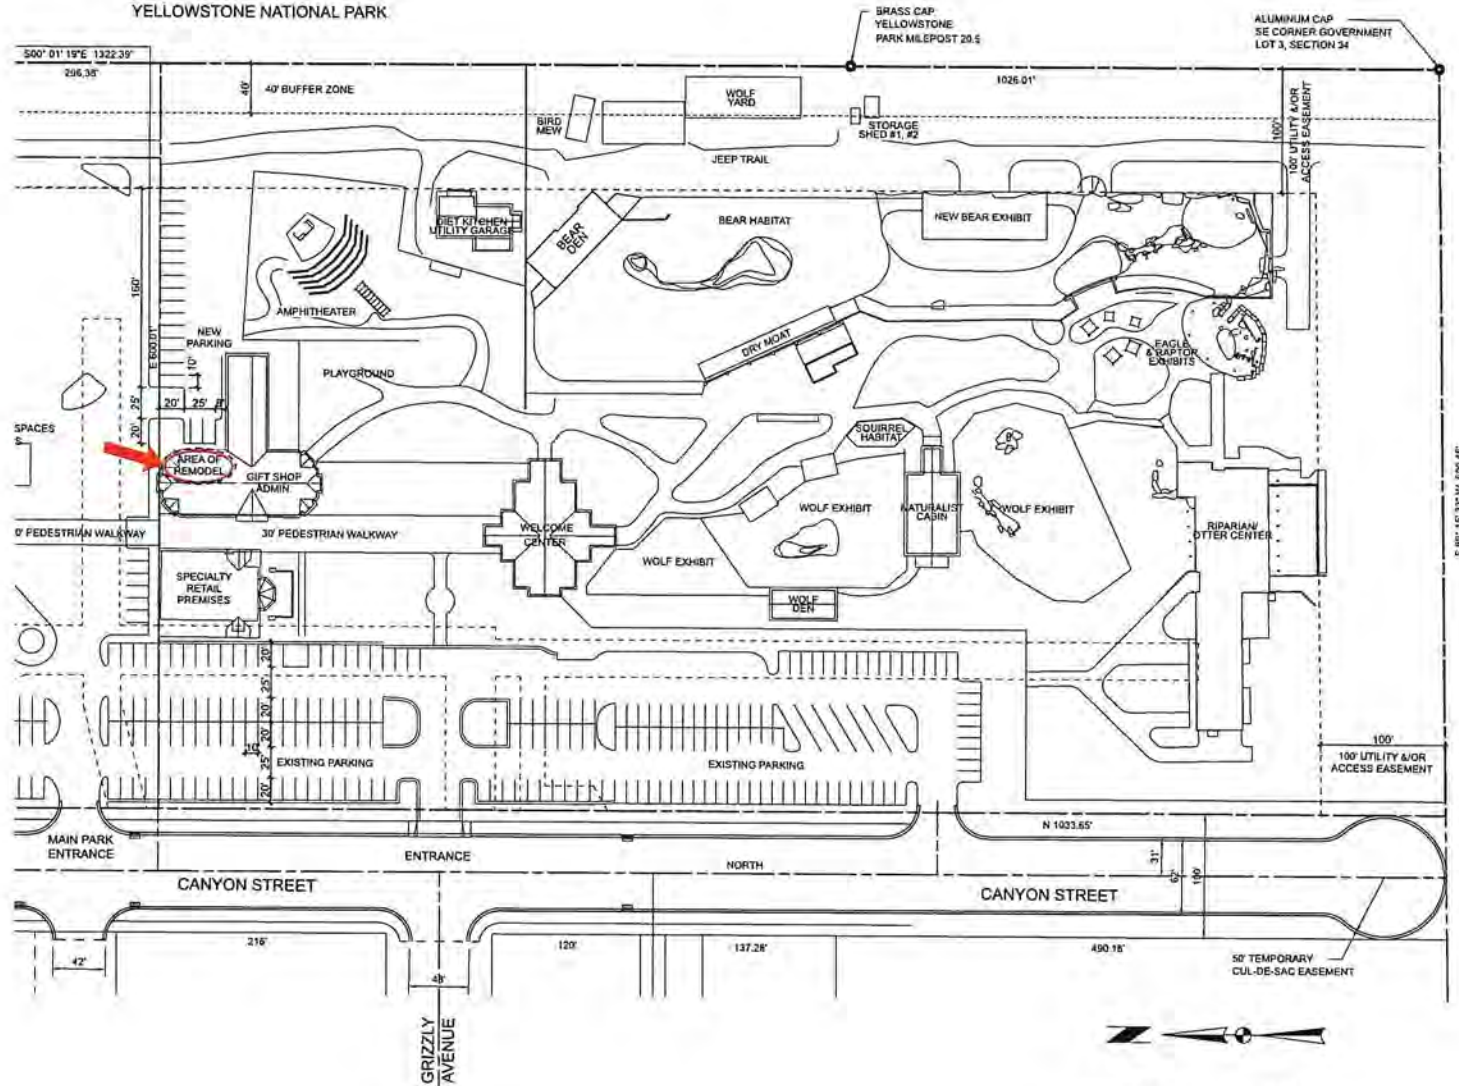 YELLOWSTONE NATIONAL PARK
BRASS CAP
YELLOWSTONE
PARK MILEPOST 20.5
ALUMINUM CAP
SE CORNER GOVERNMENT
LOT 3, SECTION 34
S00° 01' 19"E 1322.39'
296.38'
40'
40' BUFFER ZONE
1026.01'
WOLF
YARD
BIRD
MEW
STORAGE
SHED #1, #2
JEEP TRAIL
100'
100' UTILITY &/OR
ACCESS EASEMENT
DIET KITCHEN
UTILITY GARAGE
BEAR
DEN
BEAR HABITAT
NEW BEAR EXHIBIT
160'
E 600.01'
AMPHITHEATER
NEW
PARKING
10'
DRY MOAT
EAGLE
& RAPTOR
EXHIBITS
PLAYGROUND
25'
20'
25'
8'
20'
SPACES
S
SQUIRREL
HABITAT
AREA OF
REMODEL
GIFT SHOP
ADMIN
0' PEDESTRIAN WALKWAY
30' PEDESTRIAN WALKWAY
WELCOME
CENTER
WOLF EXHIBIT
NATURALIST
CABIN
WOLF EXHIBIT
RIPARIAN/
OTTER CENTER
WOLF EXHIBIT
SPECIALTY
RETAIL
PREMISES
WOLF
DEN
20'
25'
20'
20'
10'
25'
20'
EXISTING PARKING
EXISTING PARKING
100'
100' UTILITY &/OR
ACCESS EASEMENT
MAIN PARK
ENTRANCE
ENTRANCE
NORTH
N 1033.65'
31'
62'
100'
CANYON STREET
CANYON STREET
216'
120'
137.28'
490.18'
42'
48'
50' TEMPORARY
CUL-DE-SAC EASEMENT
GRIZZLY
AVENUE